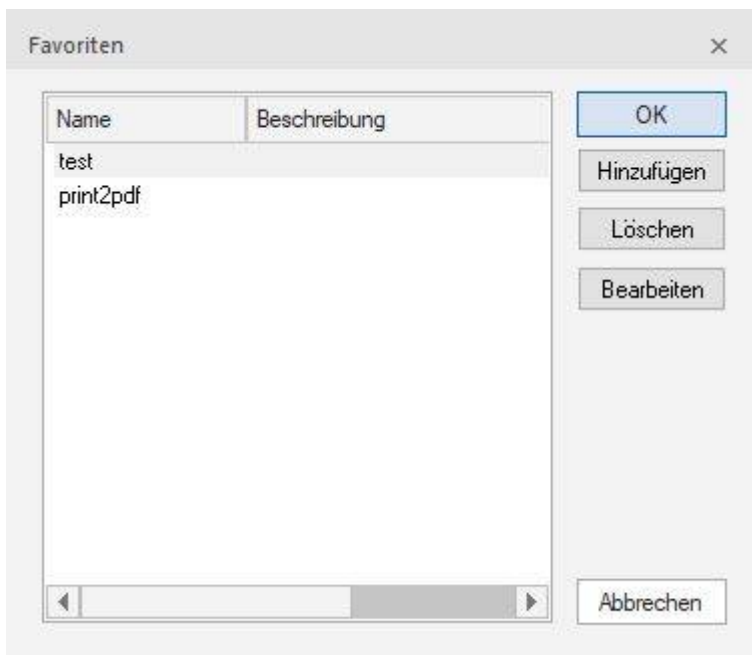 Favoriten
Name Beschreibung
test
print2pdf
OK
Hinzufügen
Löschen
Bearbeiten
Abbrechen